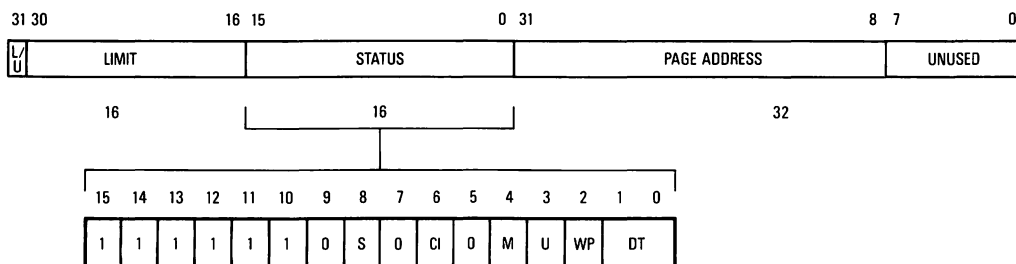 31 30 16 15 0 31 8 7 0
L/U LIMIT STATUS PAGE ADDRESS UNUSED
16 16 32
15 14 13 12 11 10 9 8 7 6 5 4 3 2 1 0
1 1 1 1 1 1 0 S 0 CI 0 M U WP DT